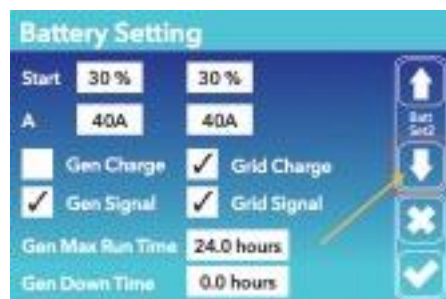 Battery Setting
Start 30 % 30 %
A 40A 40A
Batt Set2
Gen Charge Grid Charge
Gen Signal Grid Signal
Gen Max Run Time 24.0 hours
Gen Down Time 0.0 hours